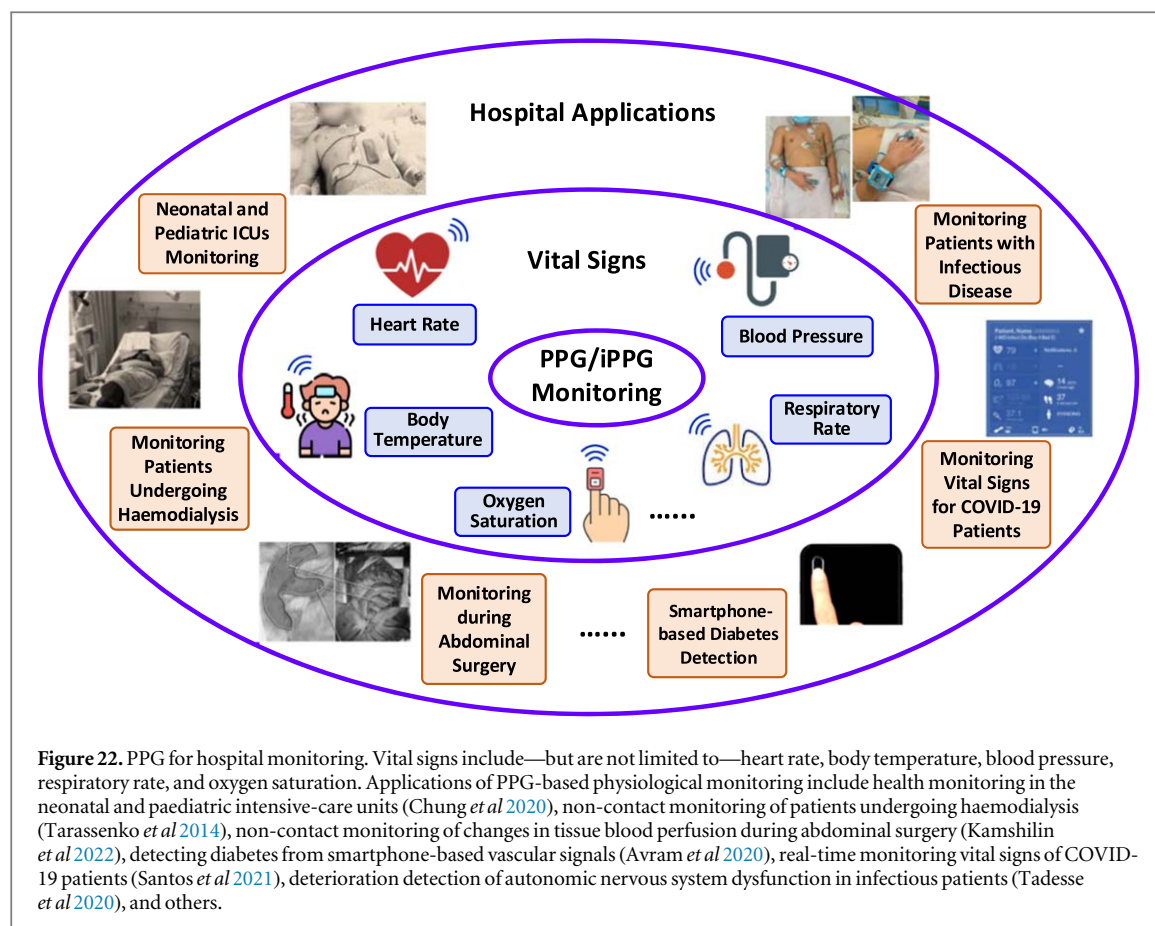 Hospital Applications
Neonatal and
Pediatric ICUs
Monitoring
Monitoring
Patients with
Infectious
Disease
Vital Signs
Heart Rate
Blood Pressure
PPG/iPPG
Monitoring
Body
Temperature
Respiratory
Rate
Oxygen
Saturation
......
Monitoring
Patients
Undergoing
Haemodialysis
79
97
14
37
37.1
Monitoring
Vital Signs
for COVID-19
Patients
Monitoring
during
Abdominal
Surgery
......
Smartphone-
based Diabetes
Detection
Figure 22. PPG for hospital monitoring. Vital signs include—but are not limited to—heart rate, body temperature, blood pressure,
respiratory rate, and oxygen saturation. Applications of PPG-based physiological monitoring include health monitoring in the
neonatal and paediatric intensive-care units (Chung et al 2020), non-contact monitoring of patients undergoing haemodialysis
(Tarassenko et al 2014), non-contact monitoring of changes in tissue blood perfusion during abdominal surgery (Kamshilin
et al 2022), detecting diabetes from smartphone-based vascular signals (Avram et al 2020), real-time monitoring vital signs of COVID-
19 patients (Santos et al 2021), deterioration detection of autonomic nervous system dysfunction in infectious patients (Tadesse
et al 2020), and others.